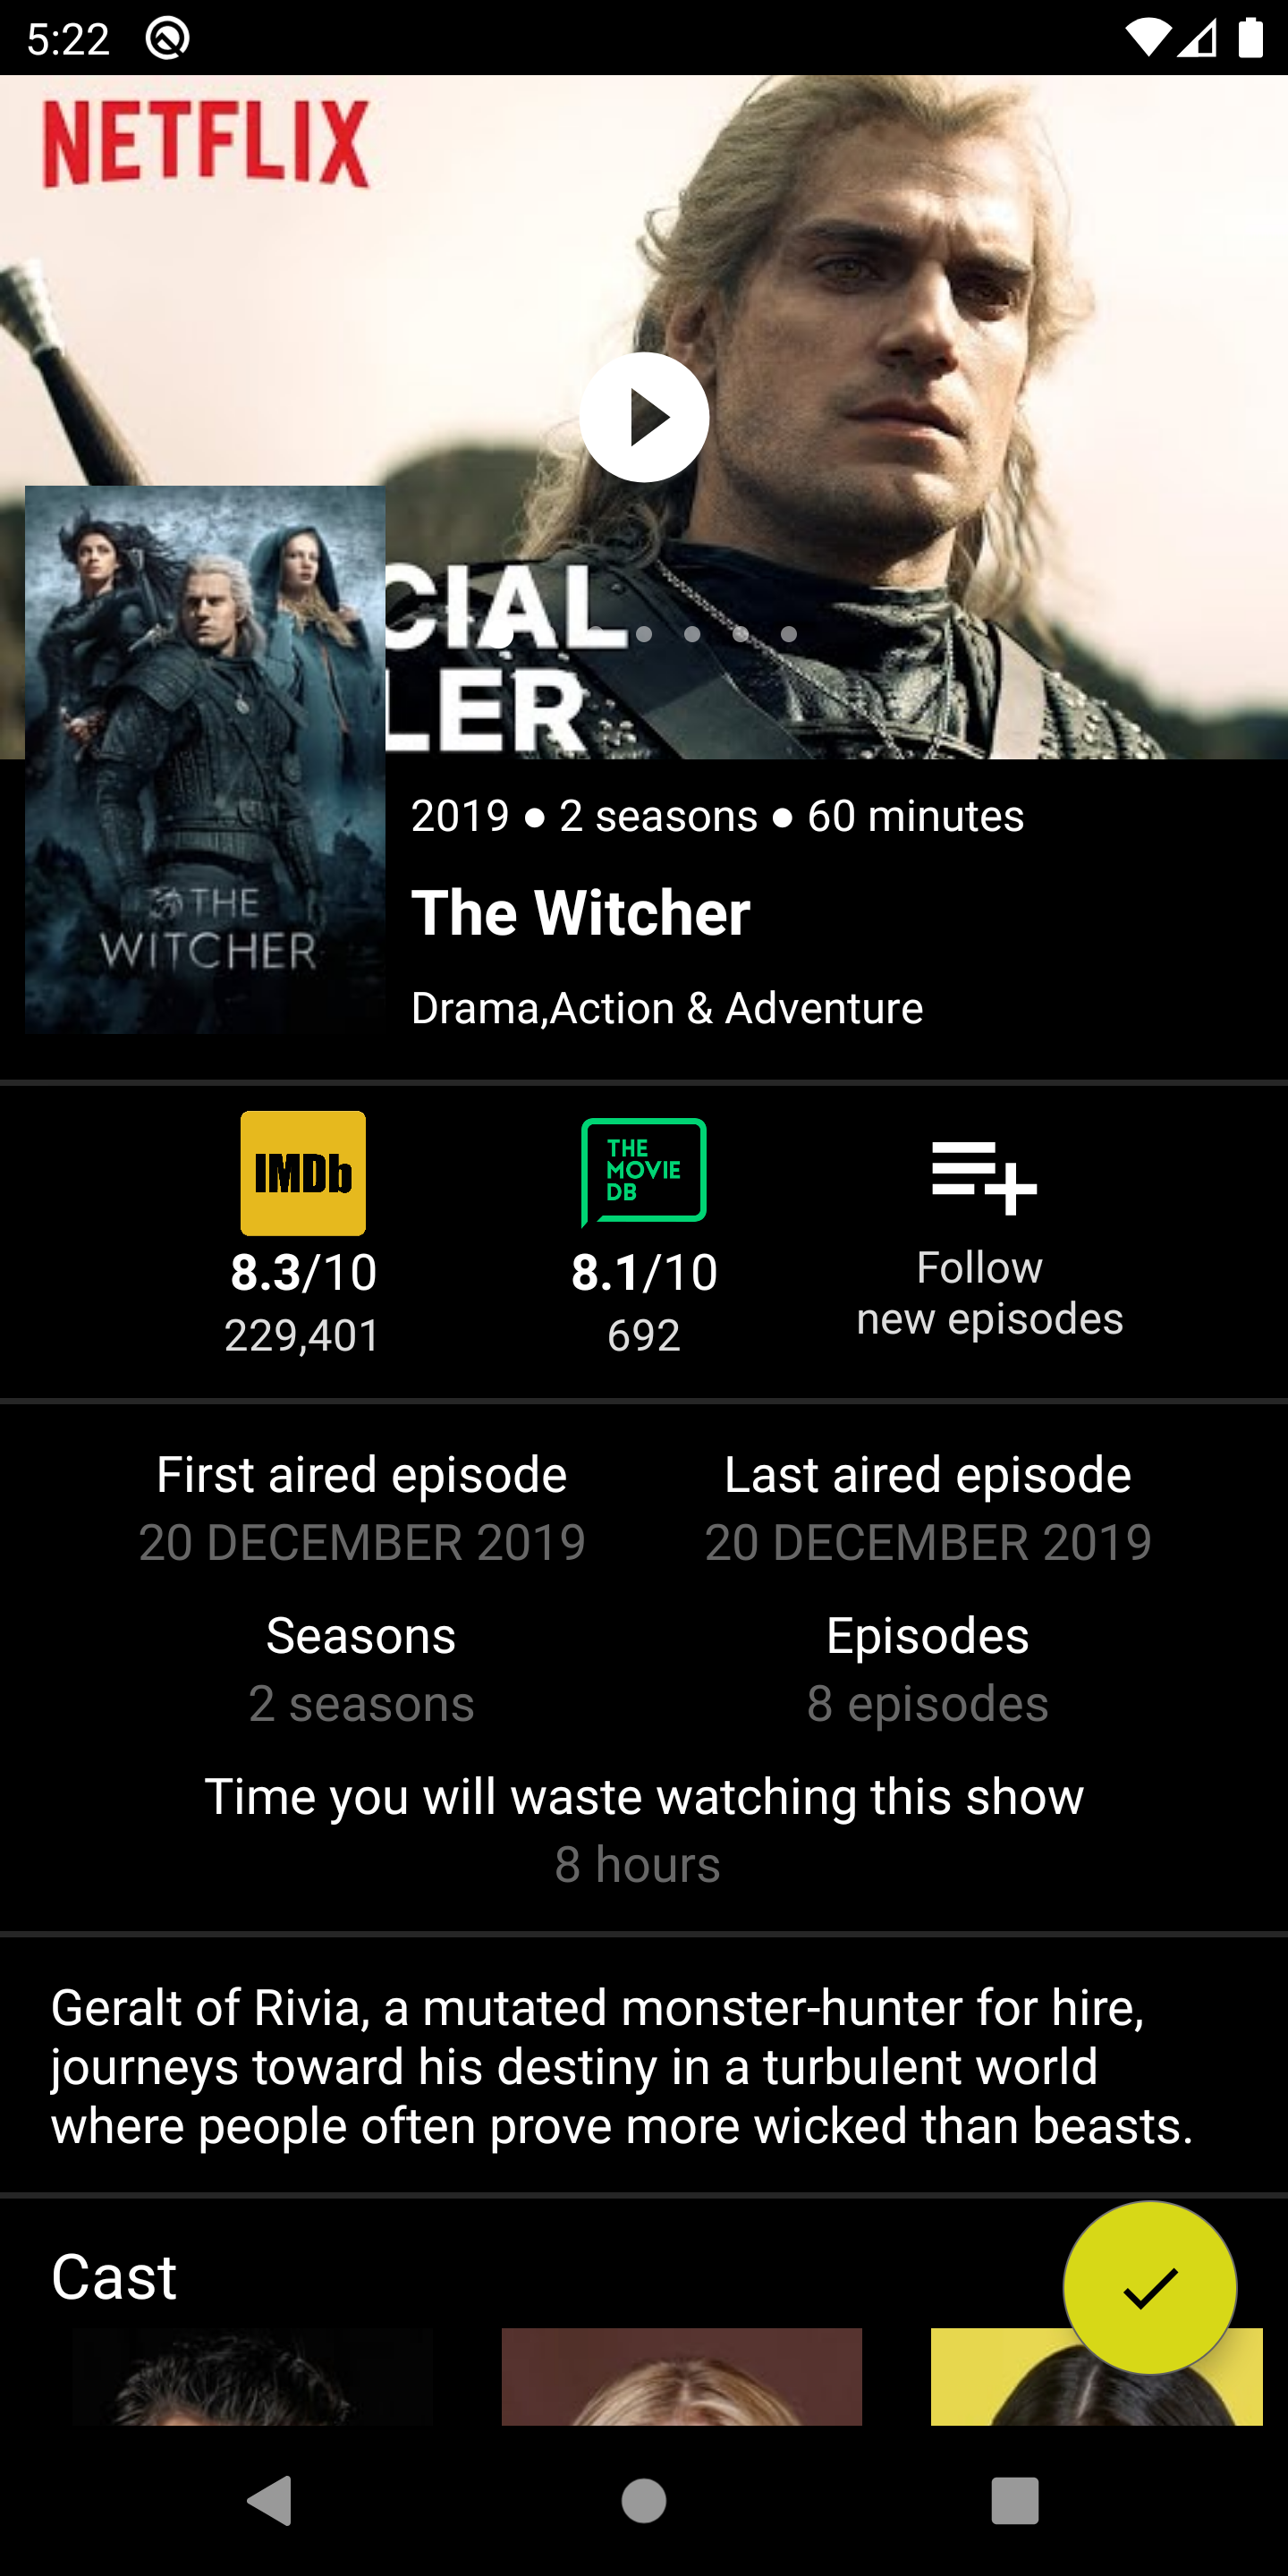 5:22
NETFLIX
CIAL
LER
THE
WITCHER
2019 ● 2 seasons ● 60 minutes
The Witcher
Drama,Action & Adventure
IMDb
8.3/10
229,401
THE
MOVIE
DB
8.1/10
692
Follow
new episodes
First aired episode
20 DECEMBER 2019
Last aired episode
20 DECEMBER 2019
Seasons
2 seasons
Episodes
8 episodes
Time you will waste watching this show
8 hours
Geralt of Rivia, a mutated monster-hunter for hire,
journeys toward his destiny in a turbulent world
where people often prove more wicked than beasts.
Cast